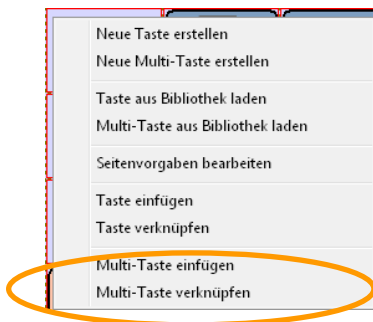 Neue Taste erstellen
Neue Multi-Taste erstellen
Taste aus Bibliothek laden
Multi-Taste aus Bibliothek laden
Seitenvorgaben bearbeiten
Taste einfügen
Taste verknüpfen
Multi-Taste einfügen
Multi-Taste verknüpfen